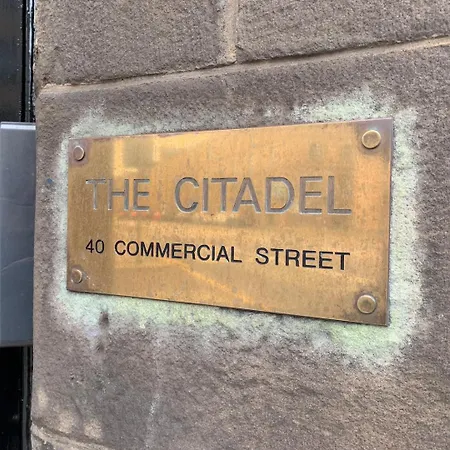 THE CITADEL
40 COMMERCIAL STREET